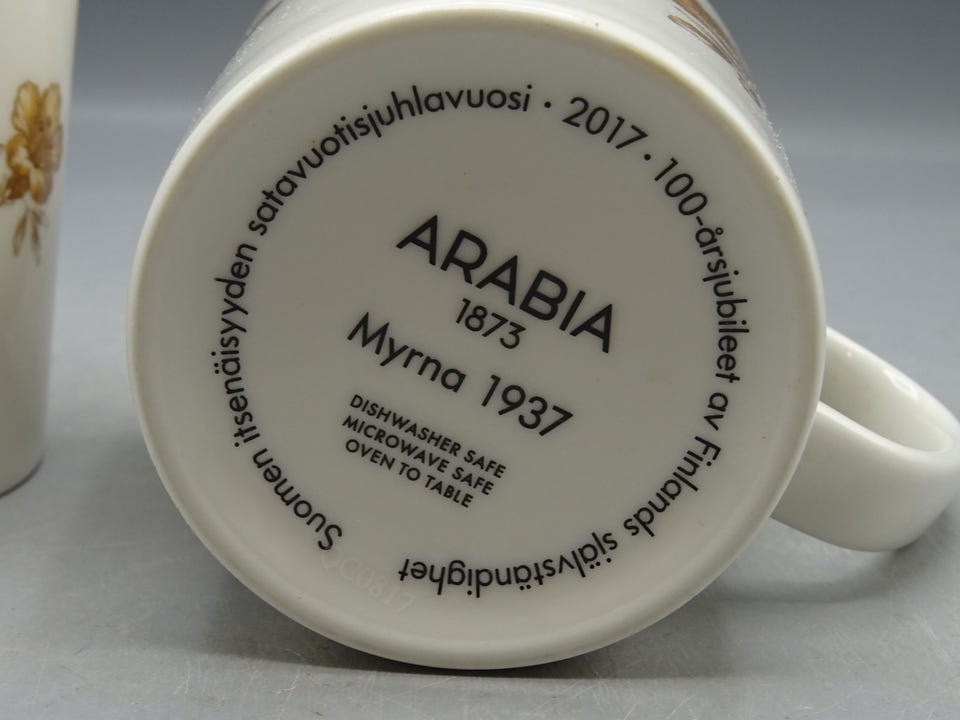 Suomen itsenäisyyden satavuotisjuhlavuosi · 2017 · 100-årsjubileet av Finlands självständighet
ARABIA
1873
Myrna 1937
DISHWASHER SAFE
MICROWAVE SAFE
OVEN TO TABLE